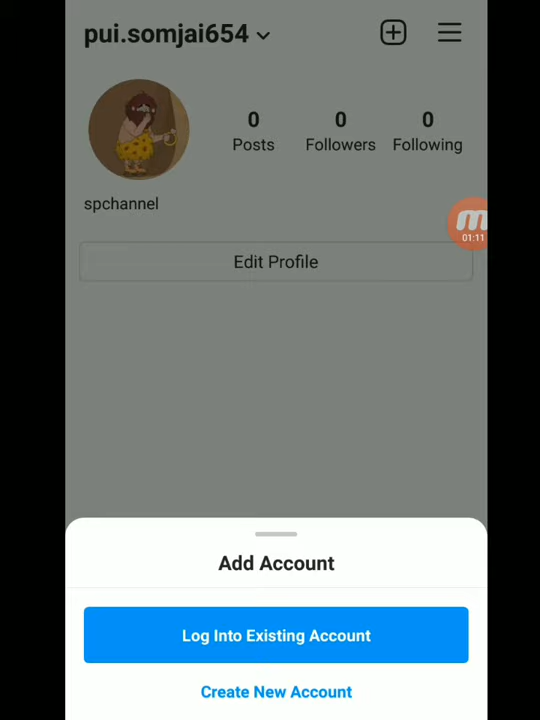 pui.somjai654
0 0 0
Posts Followers Following
spchannel
01:11
Edit Profile
Add Account
Log Into Existing Account
Create New Account